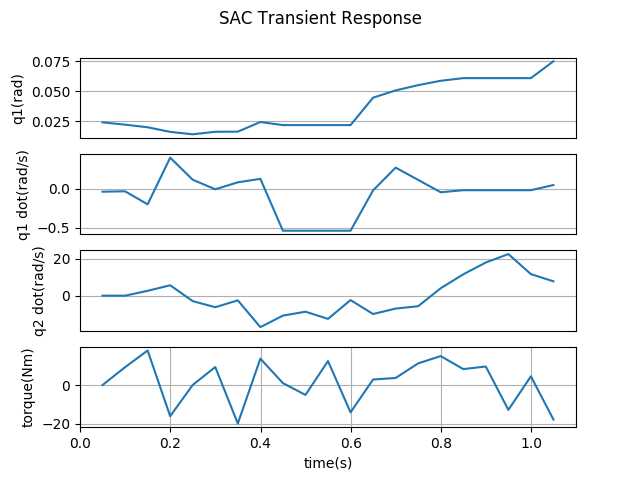 SAC Transient Response
0.075
0.050
0.025
q1(rad)
0.0
−0.5
q1 dot(rad/s)
20
0
q2 dot(rad/s)
0
−20
torque(Nm)
0.0 0.2 0.4 0.6 0.8 1.0
time(s)